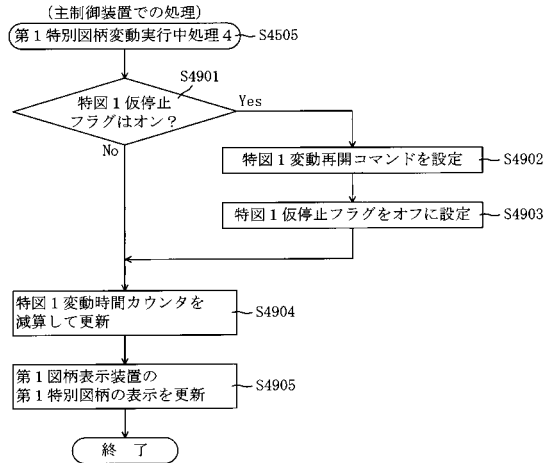 (主制御装置での処理)
第１特別図柄変動実行中処理４
S4505
S4901
特図１仮停止
フラグはオン？
Yes
No
特図１変動再開コマンドを設定
S4902
特図１仮停止フラグをオフに設定
S4903
特図１変動時間カウンタを
減算して更新
S4904
第１図柄表示装置の
第１特別図柄の表示を更新
S4905
終 了